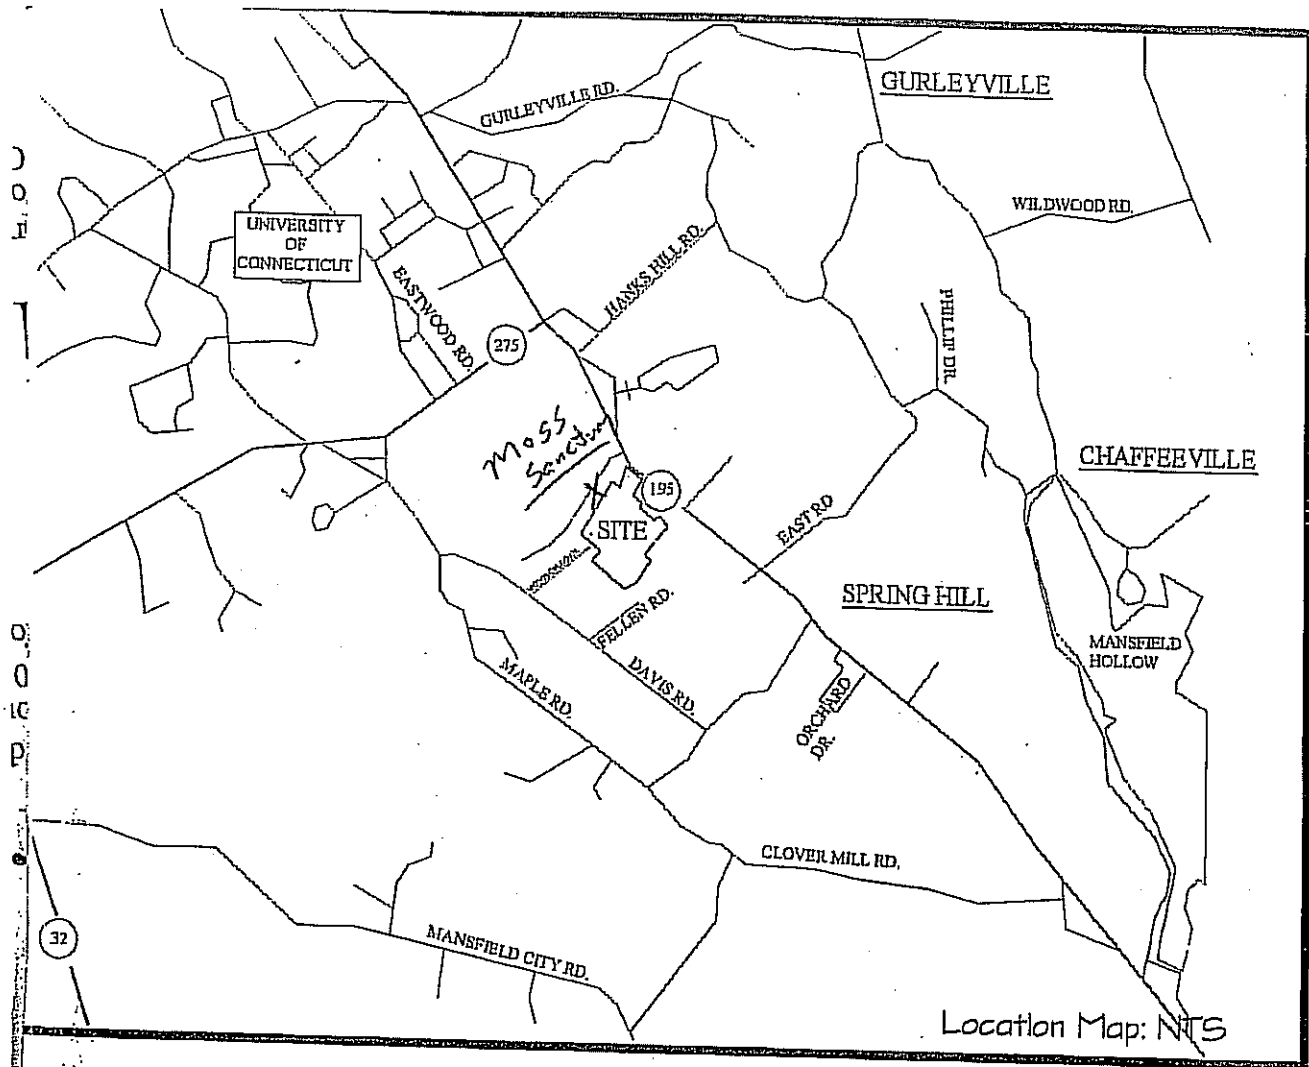 GURLEYVILLE
GURLEYVILLE RD.
WILDWOOD RD.
UNIVERSITY
OF
CONNECTICUT
HANKS HILL RD.
EASTWOOD RD.
PHILLIP DR.
275
Moss
CHAFFEEVILLE
195
EAST RD
SITE
SPRING HILL
FELLEN RD.
MANSFIELD
HOLLOW
DAVIS RD.
MAPLE RD.
ORCHARD
DR.
CLOVER MILL RD.
32
MANSFIELD CITY RD.
Location Map: NTS